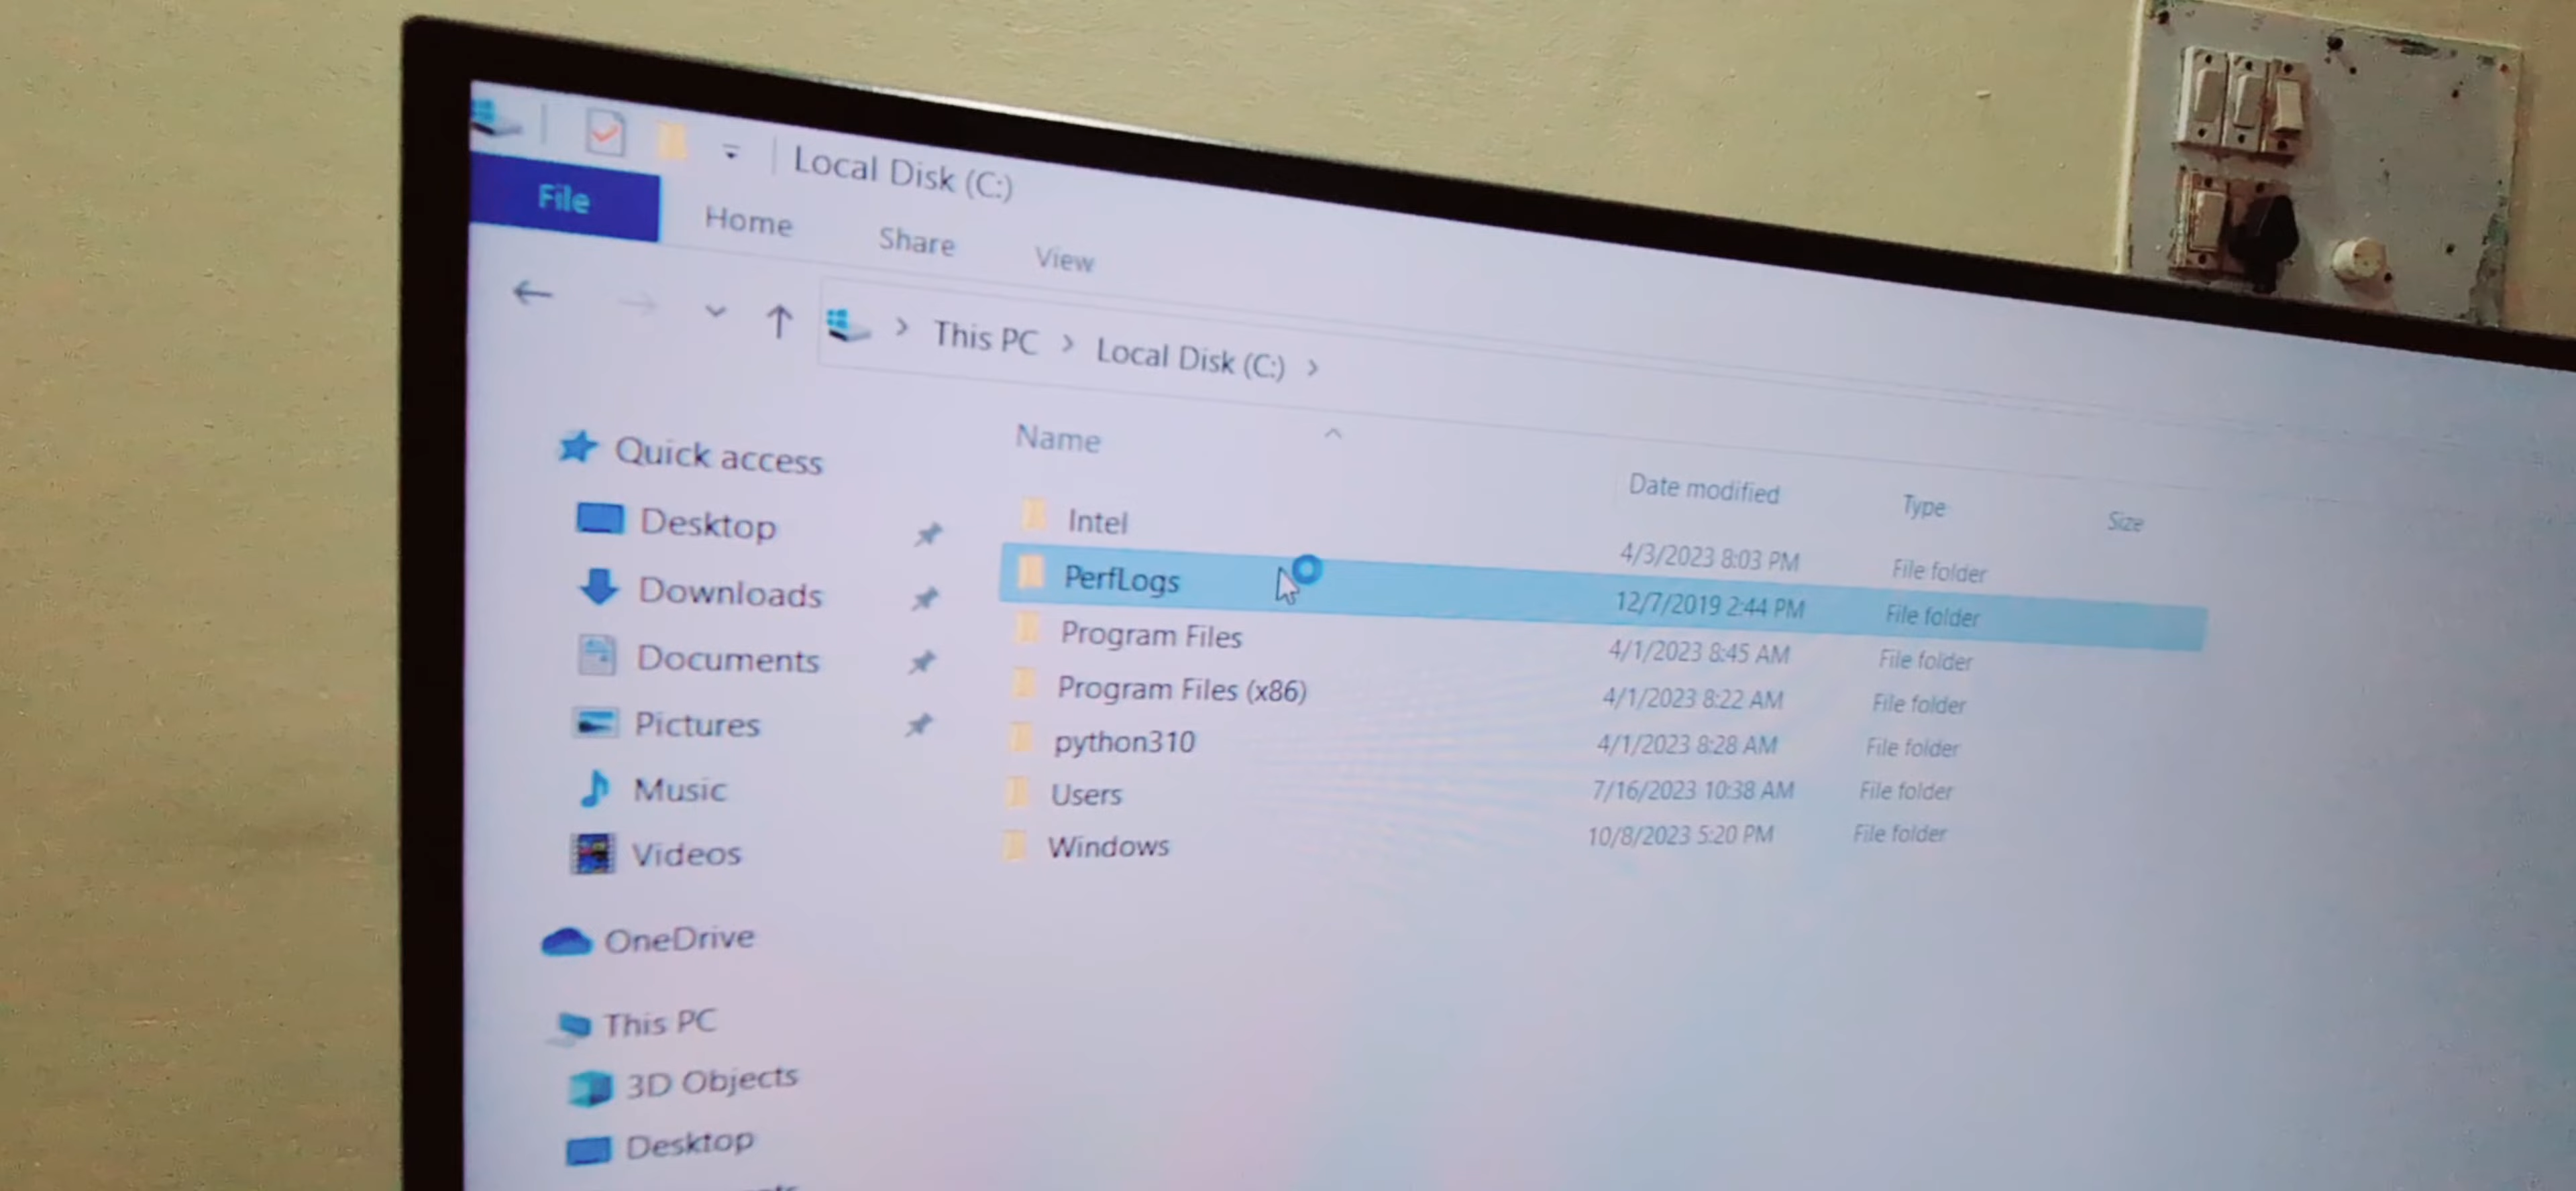 Local Disk (C:)
File Home Share View
This PC > Local Disk (C:) >
Name Date modified Type Size
Quick access
Desktop
Downloads
Documents
Pictures
Music
Videos
OneDrive
This PC
3D Objects
Desktop
Intel 4/3/2023 8:03 PM File folder
PerfLogs 12/7/2019 2:44 PM File folder
Program Files 4/1/2023 8:45 AM File folder
Program Files (x86) 4/1/2023 8:22 AM File folder
python310 4/1/2023 8:28 AM File folder
Users 7/16/2023 10:38 AM File folder
Windows 10/8/2023 5:20 PM File folder